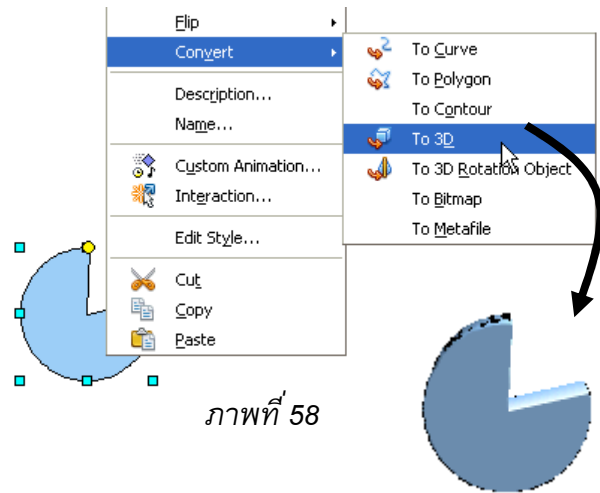 Flip
Convert
Description...
Name...
Custom Animation...
Interaction...
Edit Style...
Cut
Copy
Paste
To Curve
To Polygon
To Contour
To 3D
To 3D Rotation Object
To Bitmap
To Metafile
ภาพที่ 58